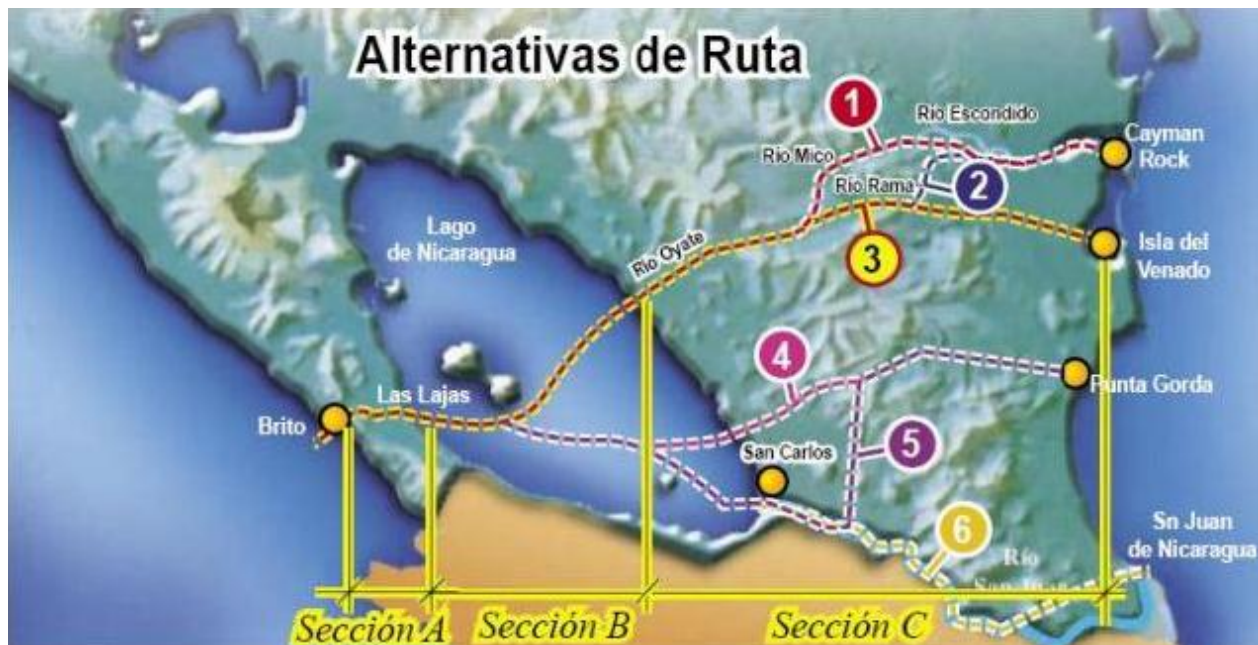 Alternativas de Ruta
1
Río Escondido
Cayman
Rock
Río Mico
2
Río Rama
Lago
de Nicaragua
Río Oyate
3
Isla del
Venado
4
Las Lajas
Punta Gorda
Brito
San Carlos
5
Sn Juan
de Nicaragua
6
Río
San Juan
Sección A
Sección B
Sección C